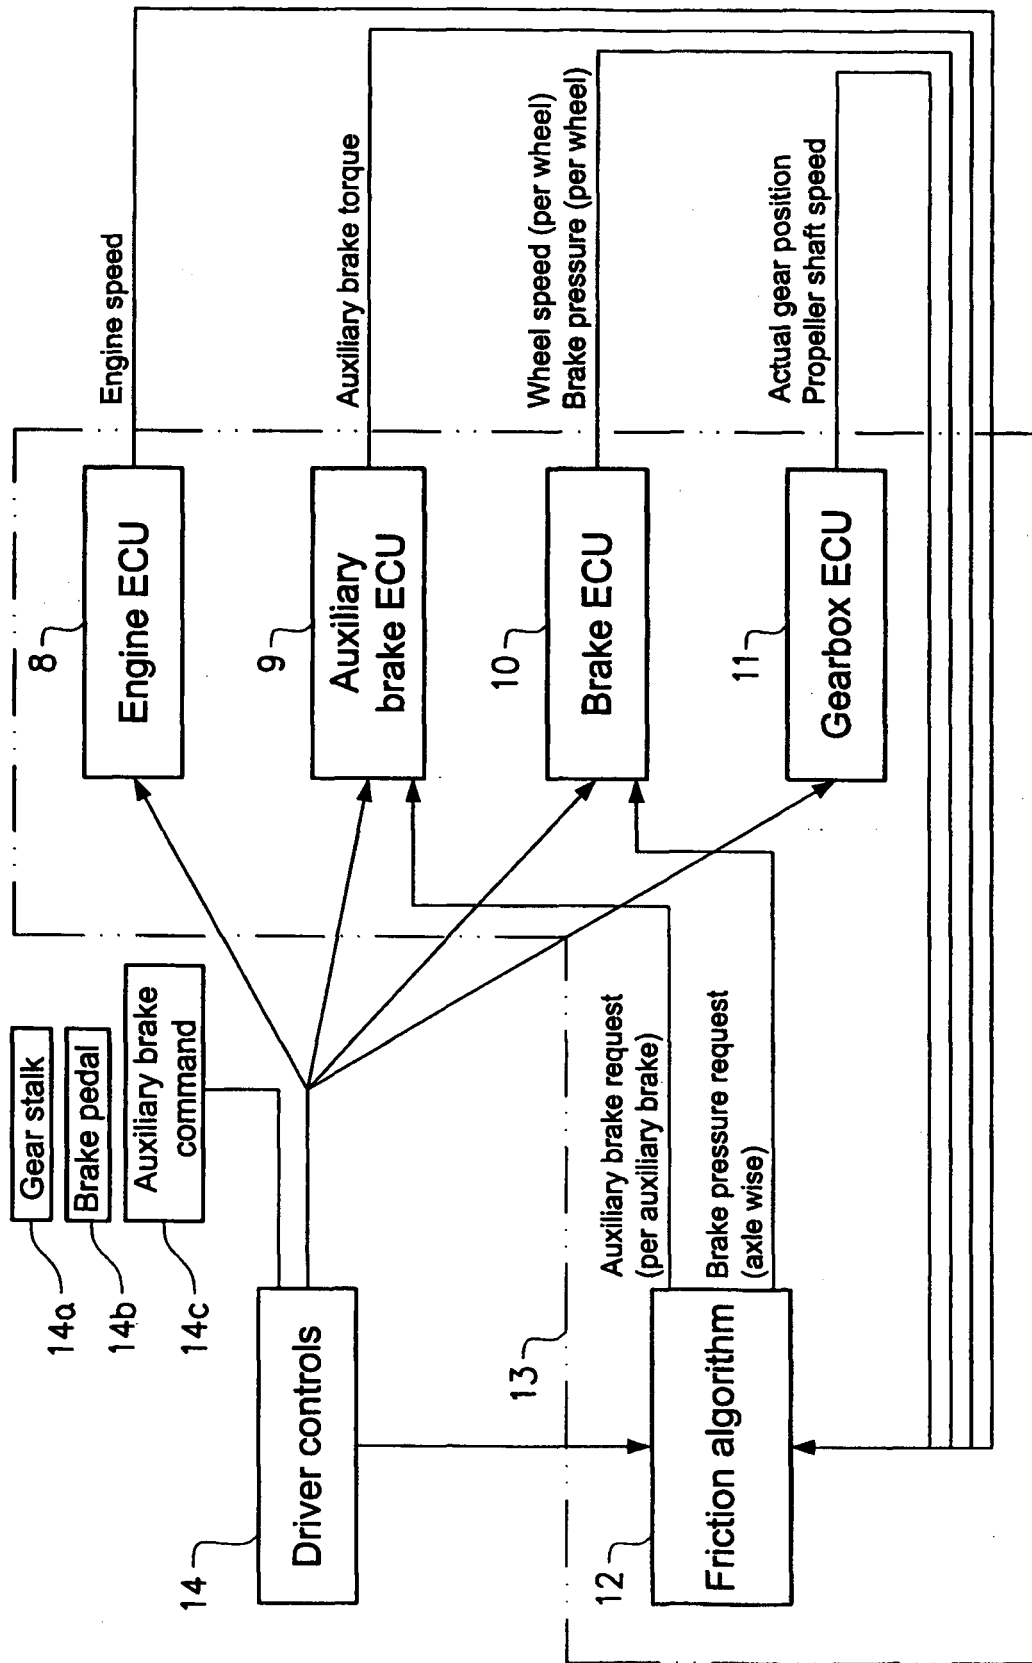 14a
Gear stalk
14b
Brake pedal
14c
Auxiliary brake
command
14
Driver controls
8
Engine ECU
Engine speed
9
Auxiliary
brake ECU
Auxiliary brake torque
10
Brake ECU
Wheel speed (per wheel)
Brake pressure (per wheel)
11
Gearbox ECU
Actual gear position
Propeller shaft speed
13
Auxiliary brake request
(per auxiliary brake)
Brake pressure request
(axle wise)
12
Friction algorithm